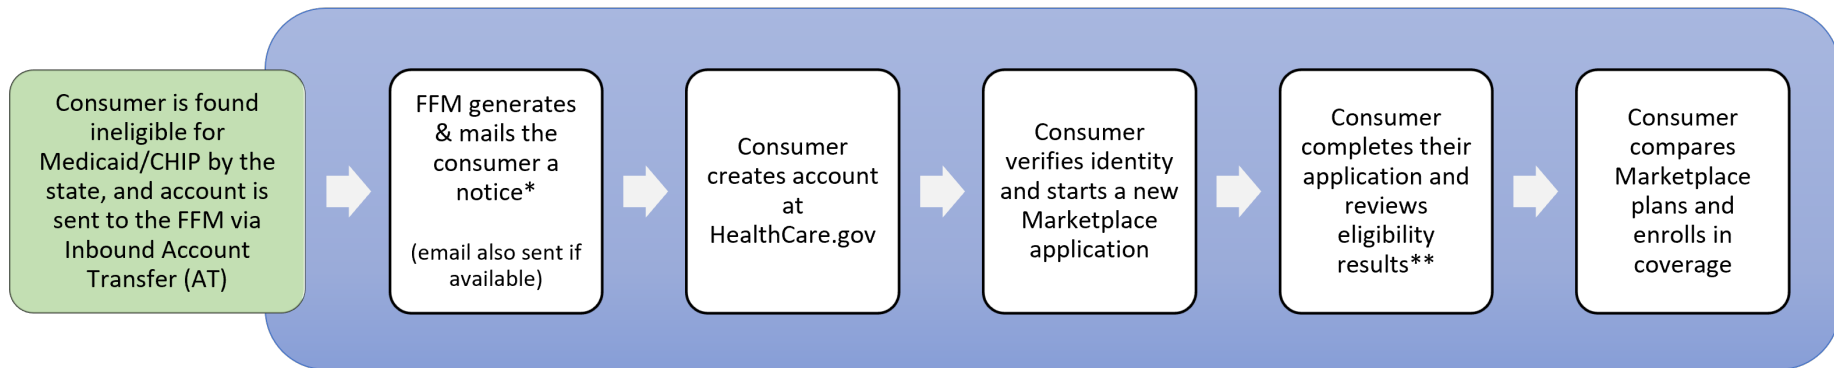 Consumer is found
ineligible for
Medicaid/CHIP by the
state, and account is
sent to the FFM via
Inbound Account
Transfer (AT)
FFM generates
& mails the
consumer a
notice*
(email also sent if
available)
Consumer
creates account
at
HealthCare.gov
Consumer
verifies identity
and starts a new
Marketplace
application
Consumer
completes their
application and
reviews
eligibility
results**
Consumer
compares
Marketplace
plans and
enrolls in
coverage